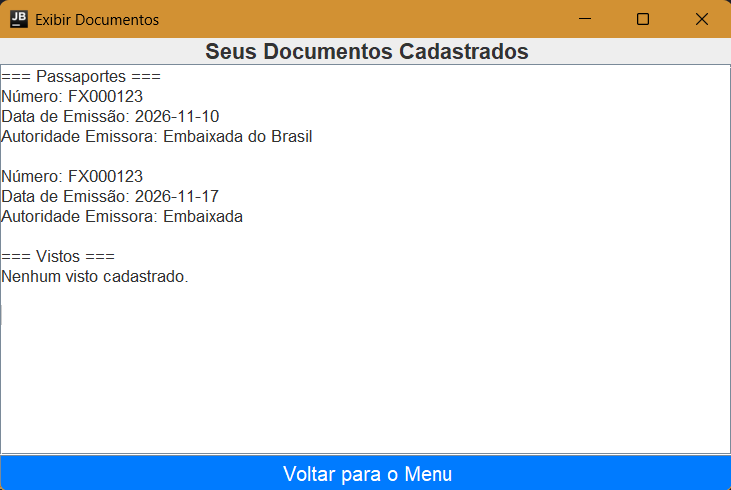 JB
Exibir Documentos
Seus Documentos Cadastrados
=== Passaportes ===
Número: FX000123
Data de Emissão: 2026-11-10
Autoridade Emissora: Embaixada do Brasil
Número: FX000123
Data de Emissão: 2026-11-17
Autoridade Emissora: Embaixada
=== Vistos ===
Nenhum visto cadastrado.
Voltar para o Menu